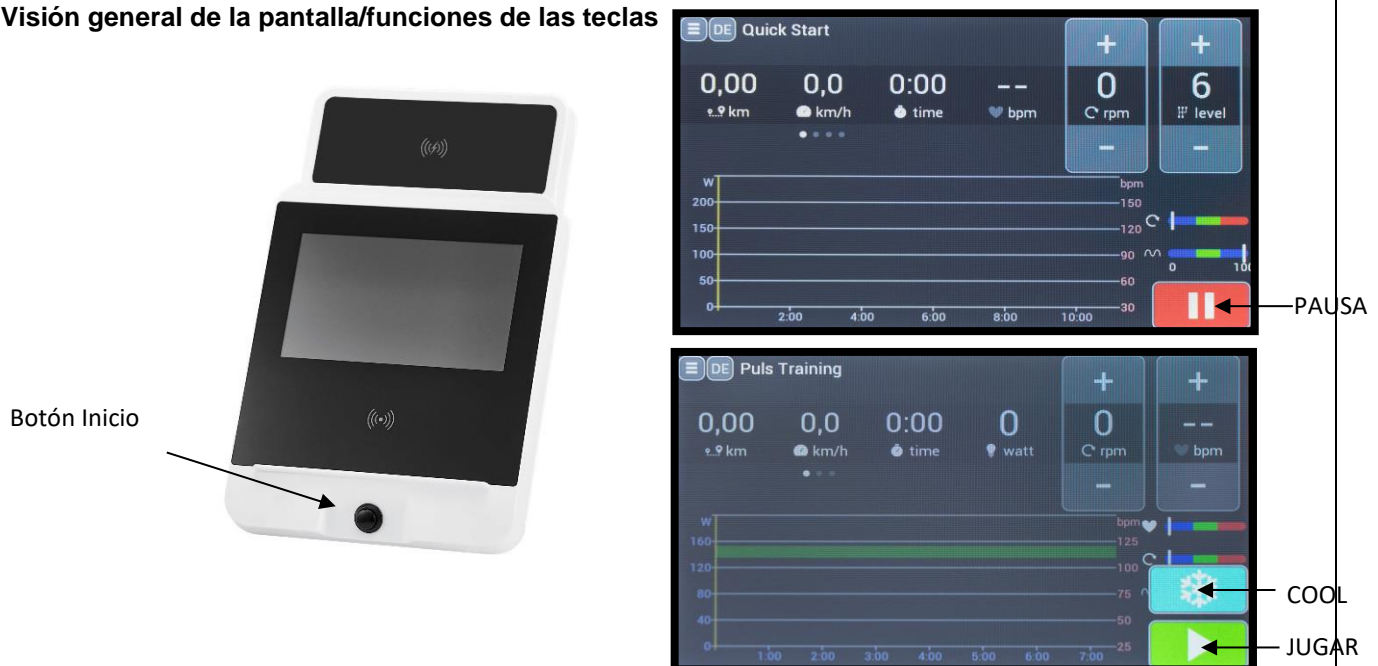 Visión general de la pantalla/funciones de las teclas
Botón Inicio
DE Quick Start
0,00 0,0 0:00 -- 0 6
km km/h time bpm rpm level
+ +
- -
W bpm
200 150
150 120
100 90
50 60
0 30
0 100
2:00 4:00 6:00 8:00 10:00
PAUSA
DE Puls Training
+ +
0,00 0,0 0:00 0 0 --
km km/h time watt rpm bpm
- -
W bpm
160 125
120 100
80 75
40 50
0 25
1:00 2:00 3:00 4:00 5:00 6:00 7:00
COOL
JUGAR